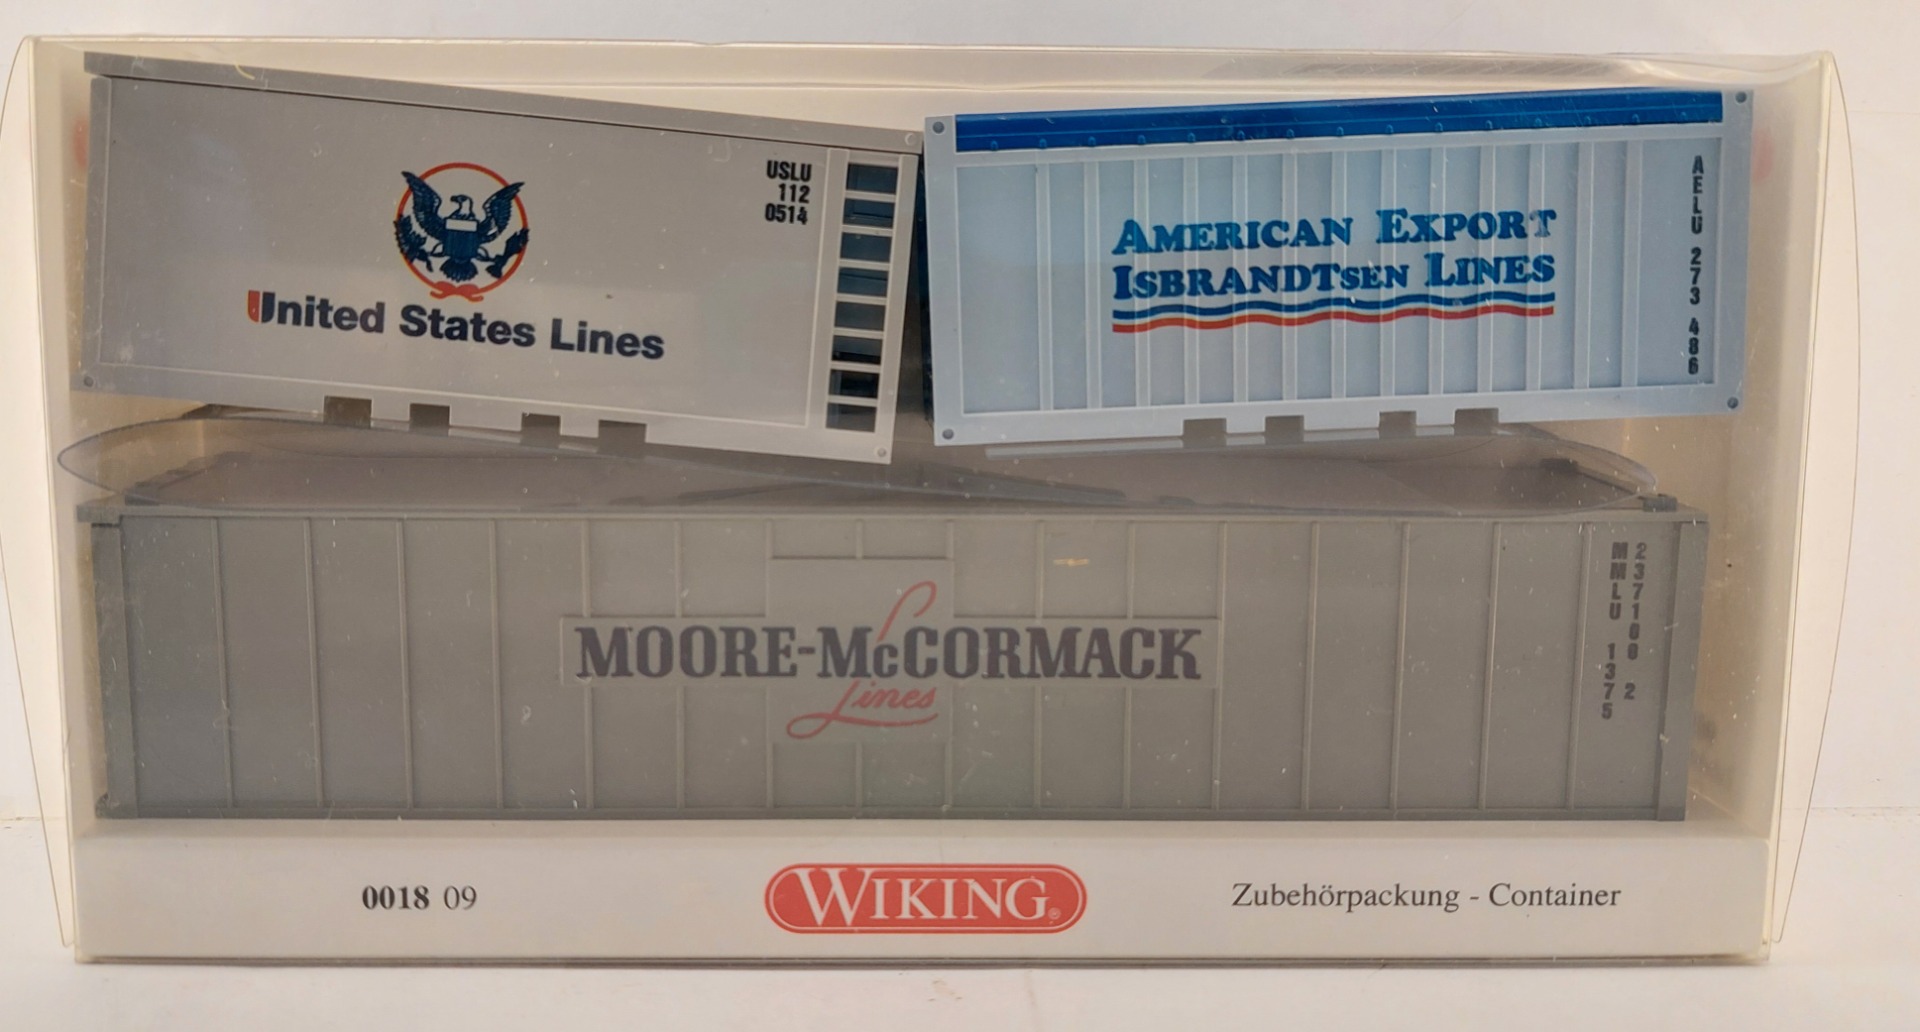 United States Lines
USLU
112
0514
AMERICAN EXPORT
ISBRANDTSEN LINES
AELU 273 486
MOORE-McCORMACK
Lines
MMLU 1375
237100 2
0018 09
WIKING®
Zubehörpackung - Container